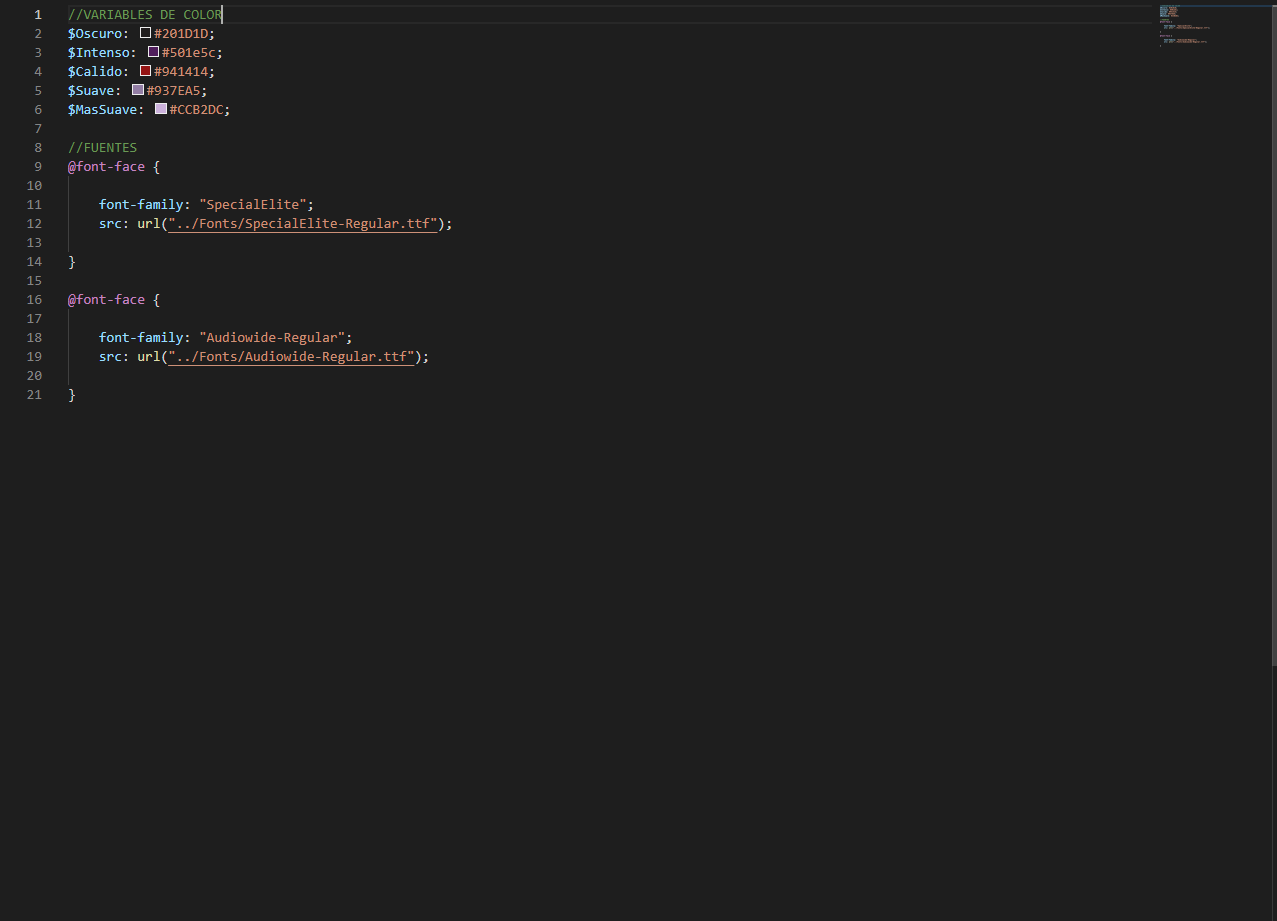 1 //VARIABLES DE COLOR
2 $Oscuro: #201D1D;
3 $Intenso: #501e5c;
4 $Calido: #941414;
5 $Suave: #937EA5;
6 $MasSuave: #CCB2DC;
7
8 //FUENTES
9 @font-face {
10
11 font-family: "SpecialElite";
12 src: url("../Fonts/SpecialElite-Regular.ttf");
13
14 }
15
16 @font-face {
17
18 font-family: "Audiowide-Regular";
19 src: url("../Fonts/Audiowide-Regular.ttf");
20
21 }